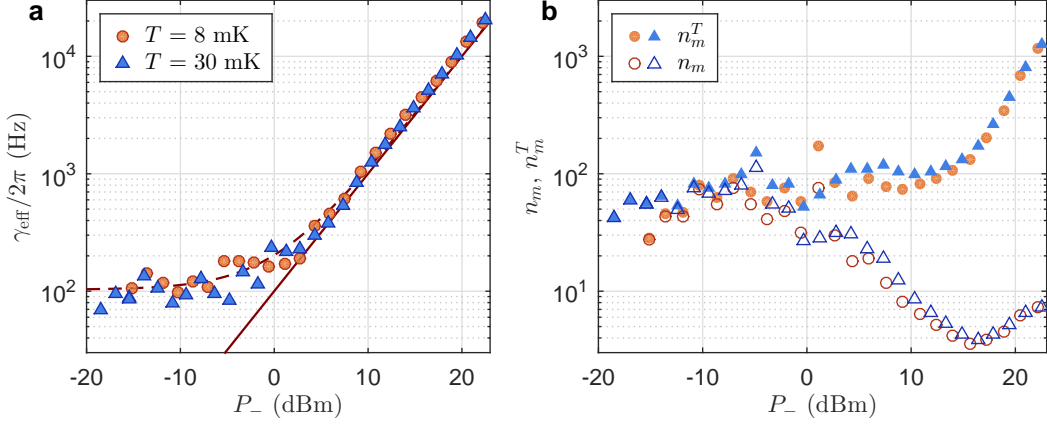 a
T = 8 mK
T = 30 mK
10^4
10^3
10^2
γ_eff/2π (Hz)
-20 -10 0 10 20
P_− (dBm)
b
n_m^T
n_m
10^3
10^2
10^1
n_m, n_m^T
-20 -10 0 10 20
P_− (dBm)